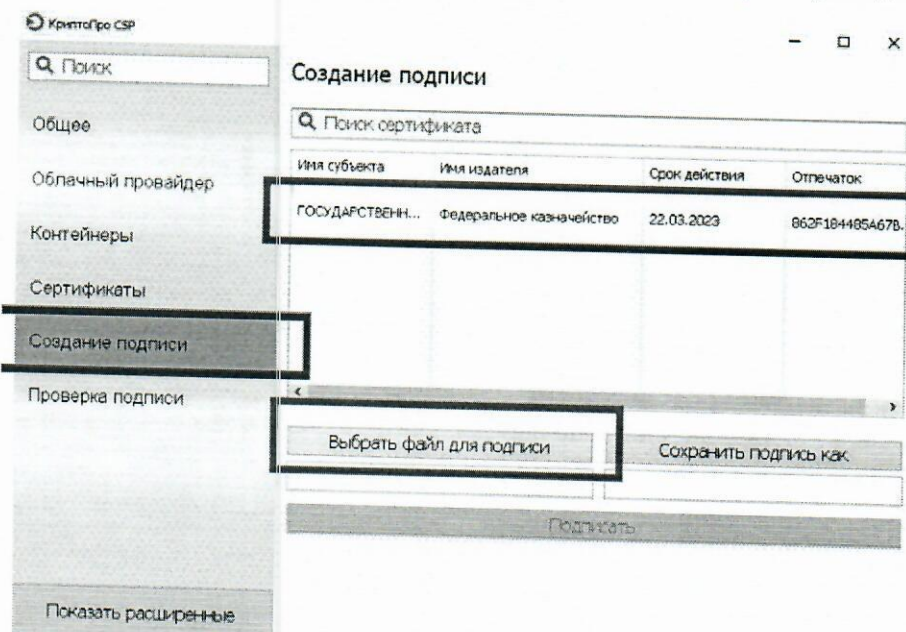 КриптоПро CSP
Поиск
Общее
Облачный провайдер
Контейнеры
Сертификаты
Создание подписи
Проверка подписи
Показать расширенные
Создание подписи
Поиск сертификата
Имя субъекта Имя издателя Срок действия Отпечаток
ГОСУДАРСТВЕНН... Федеральное казначейство 22.03.2023 862F184485A67B.
Выбрать файл для подписи Сохранить подпись как
Подписать